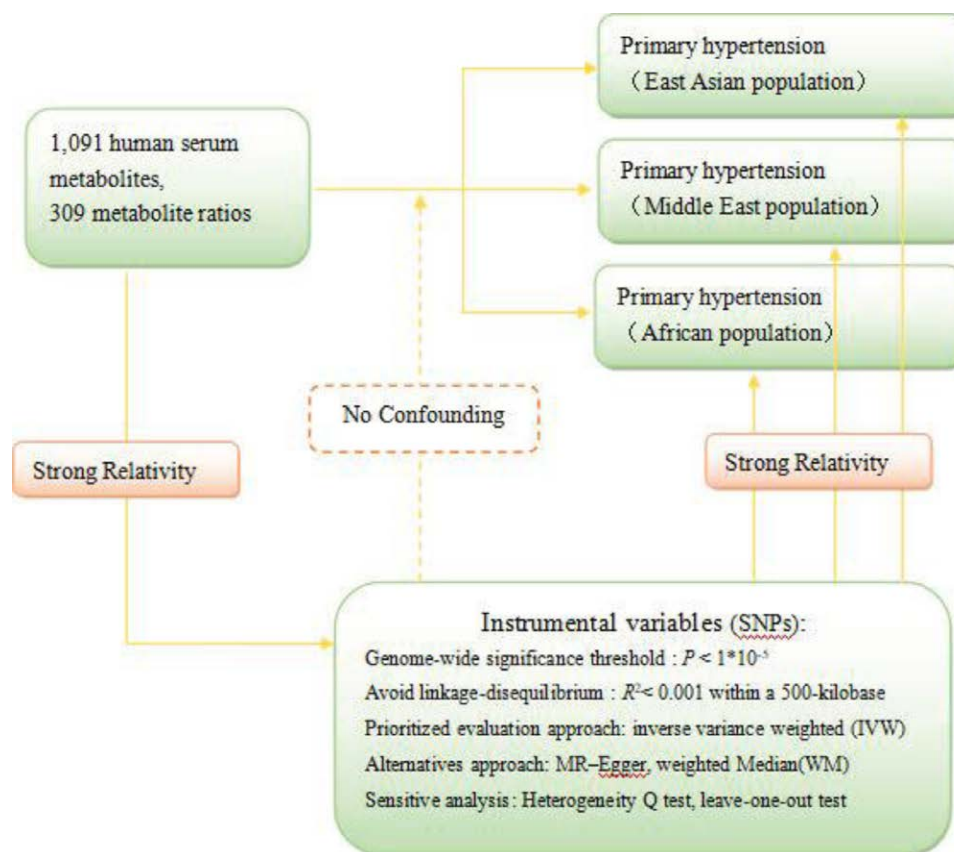 Primary hypertension
（East Asian population）
1,091 human serum
metabolites,
309 metabolite ratios
Primary hypertension
（Middle East population）
Primary hypertension
（African population）
No Confounding
Strong Relativity
Strong Relativity
Instrumental variables (SNPs):
Genome-wide significance threshold : P < 1*10⁻⁵
Avoid linkage-disequilibrium : R²< 0.001 within a 500-kilobase
Prioritized evaluation approach: inverse variance weighted (IVW)
Alternatives approach: MR–Egger, weighted Median(WM)
Sensitive analysis: Heterogeneity Q test, leave-one-out test